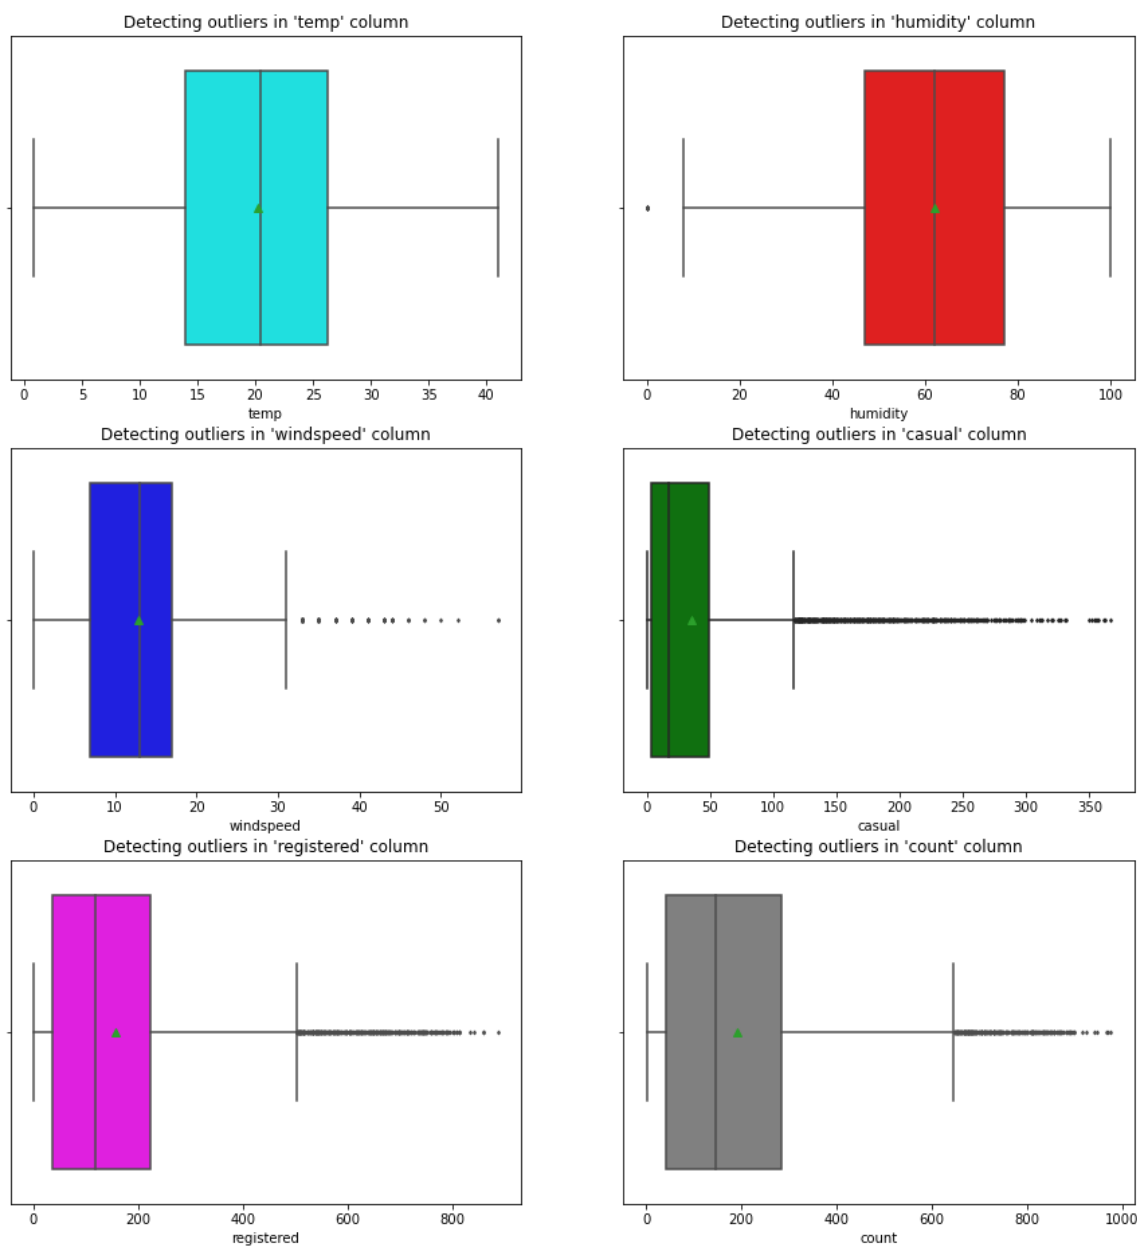 Detecting outliers in 'temp' column
0 5 10 15 20 25 30 35 40
temp
Detecting outliers in 'humidity' column
0 20 40 60 80 100
humidity
Detecting outliers in 'windspeed' column
0 10 20 30 40 50
windspeed
Detecting outliers in 'casual' column
0 50 100 150 200 250 300 350
casual
Detecting outliers in 'registered' column
0 200 400 600 800
registered
Detecting outliers in 'count' column
0 200 400 600 800 1000
count